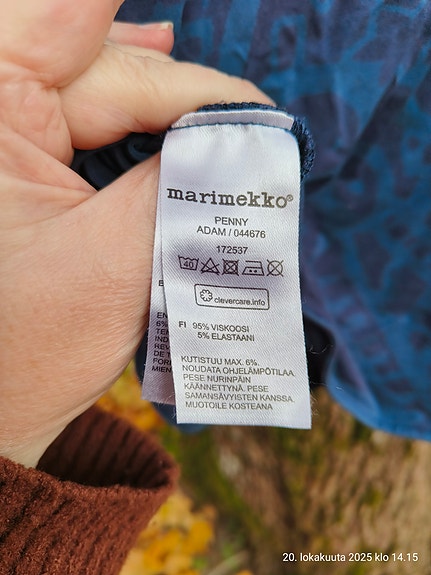 marimekko®
PENNY
ADAM / 044676
172537
40
clevercare.info
FI 95% VISKOOSI
5% ELASTAANI
KUTISTUU MAX. 6%.
NOUDATA OHJELÄMPÖTILAA.
PESE NURINPÄIN
KÄÄNNETTYNÄ. PESE
SAMANSÄVYISTEN KANSSA
MUOTOILE KOSTEANA
20. lokakuuta 2025 klo 14.15